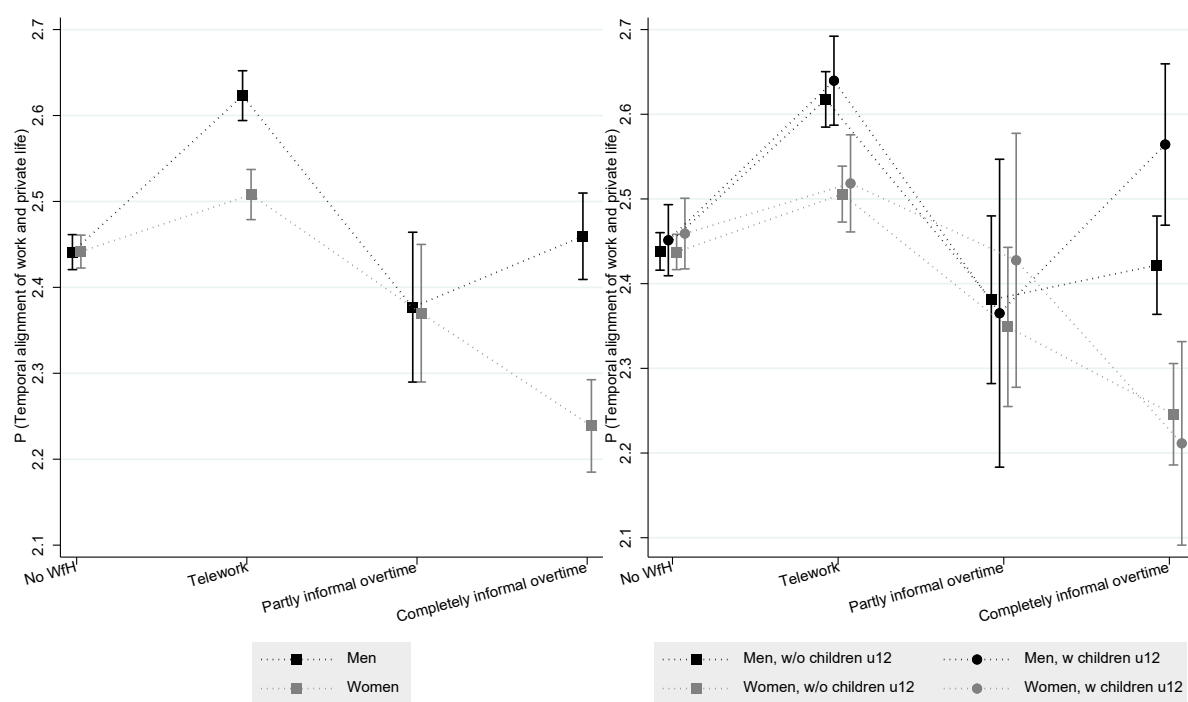 P (Temporal alignment of work and private life)
2.7
2.6
2.5
2.4
2.3
2.2
2.1
No WfH
Telework
Partly informal overtime
Completely informal overtime
Men
Women
P (Temporal alignment of work and private life)
2.7
2.6
2.5
2.4
2.3
2.2
2.1
No WfH
Telework
Partly informal overtime
Completely informal overtime
Men, w/o children u12
Men, w children u12
Women, w/o children u12
Women, w children u12